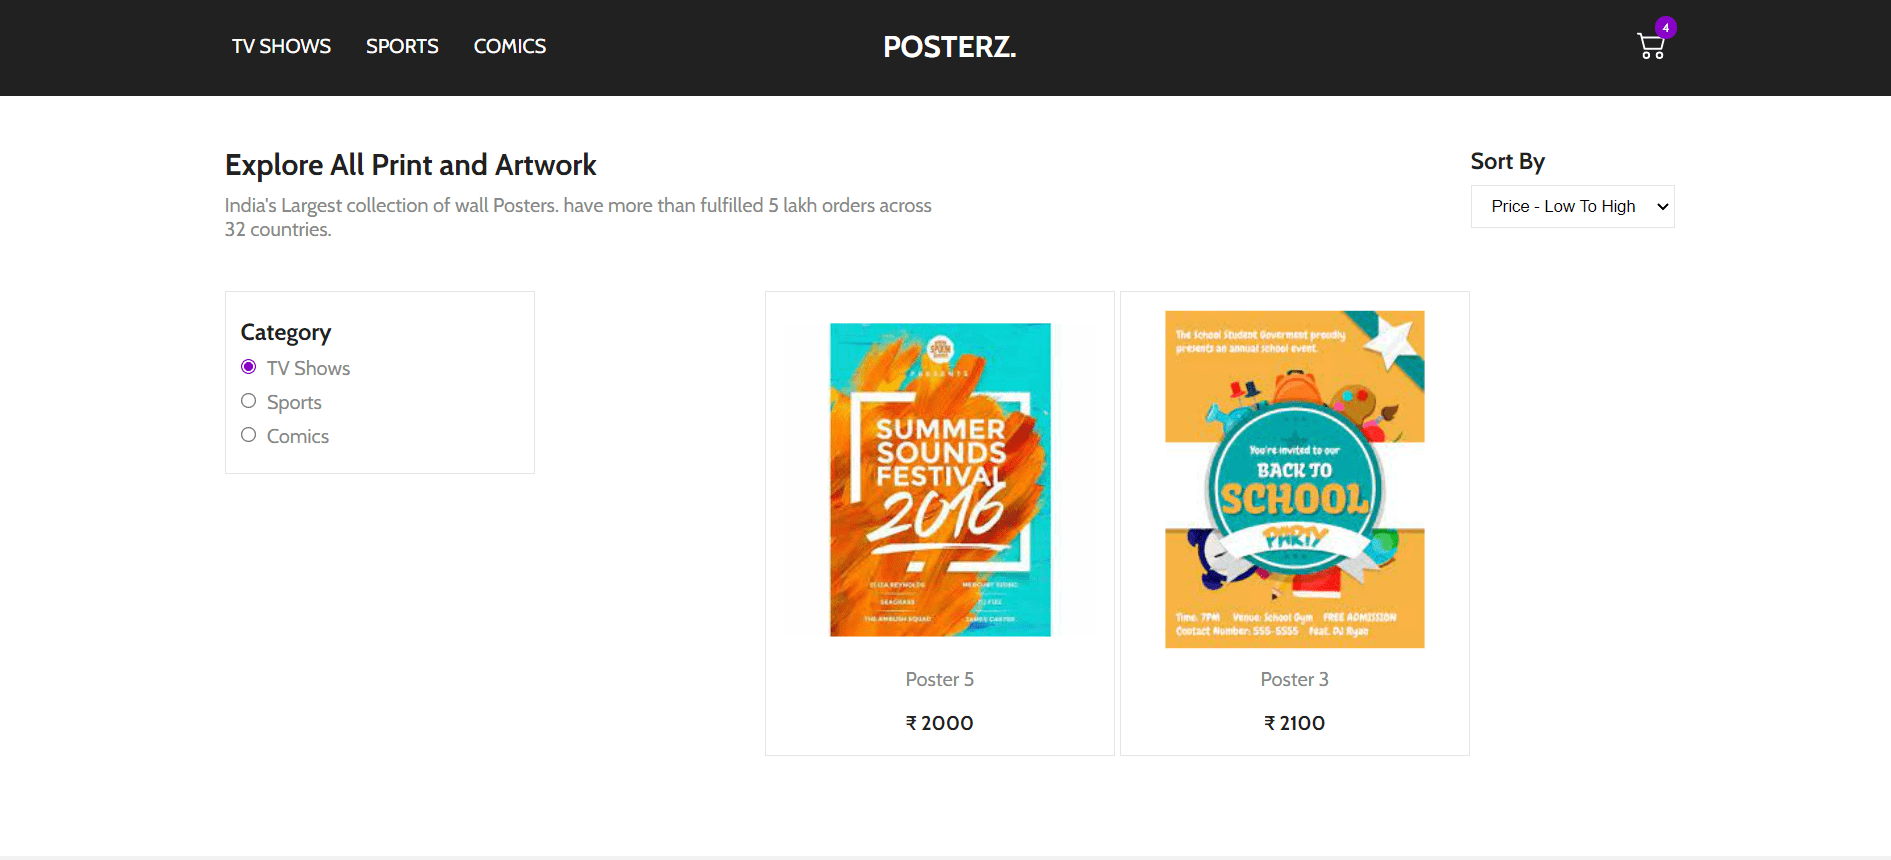 TV SHOWS SPORTS COMICS POSTERZ. 4
Explore All Print and Artwork
India's Largest collection of wall Posters. have more than fulfilled 5 lakh orders across
32 countries.
Sort By
Price - Low To High
Category
TV Shows
Sports
Comics
PRESENTS
SUMMER
SOUNDS
FESTIVAL
2016
ELIZA REYNOLDS
SEAGRASS
THE AMBUSH SQUAD
DJ FIZZ
JAMES CARTER
Poster 5
₹ 2000
The School Student Goverment proudly
presents an annual school event.
You're invited to our
BACK TO
SCHOOL
PARTY
Time: 7PM Venue: School Gym FREE ADMISSION
Contact Number: 555-5555 Feat. DJ Ryan
Poster 3
₹ 2100